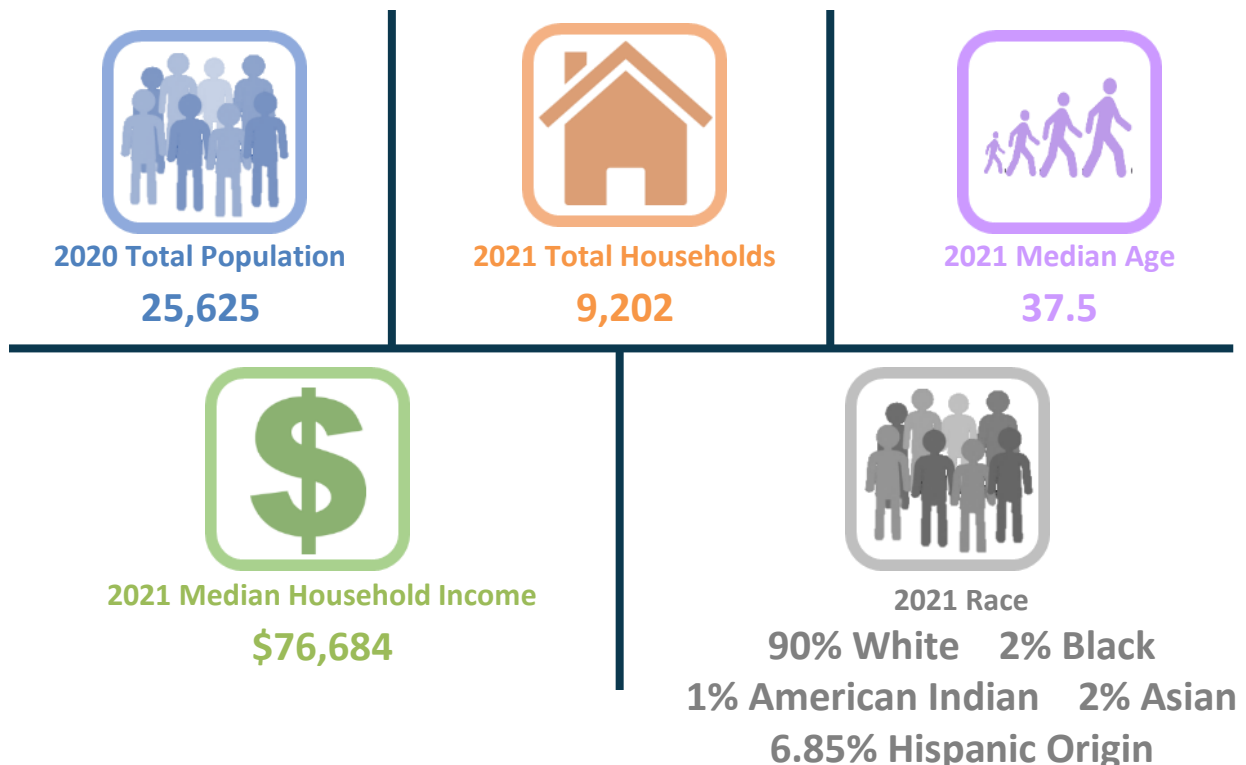 2020 Total Population
25,625
2021 Total Households
9,202
2021 Median Age
37.5
$
2021 Median Household Income
$76,684
2021 Race
90% White 2% Black
1% American Indian 2% Asian
6.85% Hispanic Origin